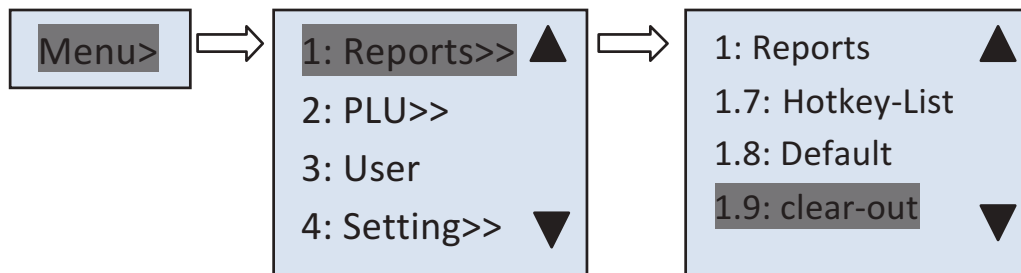 Menu>
1: Reports>>
2: PLU>>
3: User
4: Setting>>
1: Reports
1.7: Hotkey-List
1.8: Default
1.9: clear-out